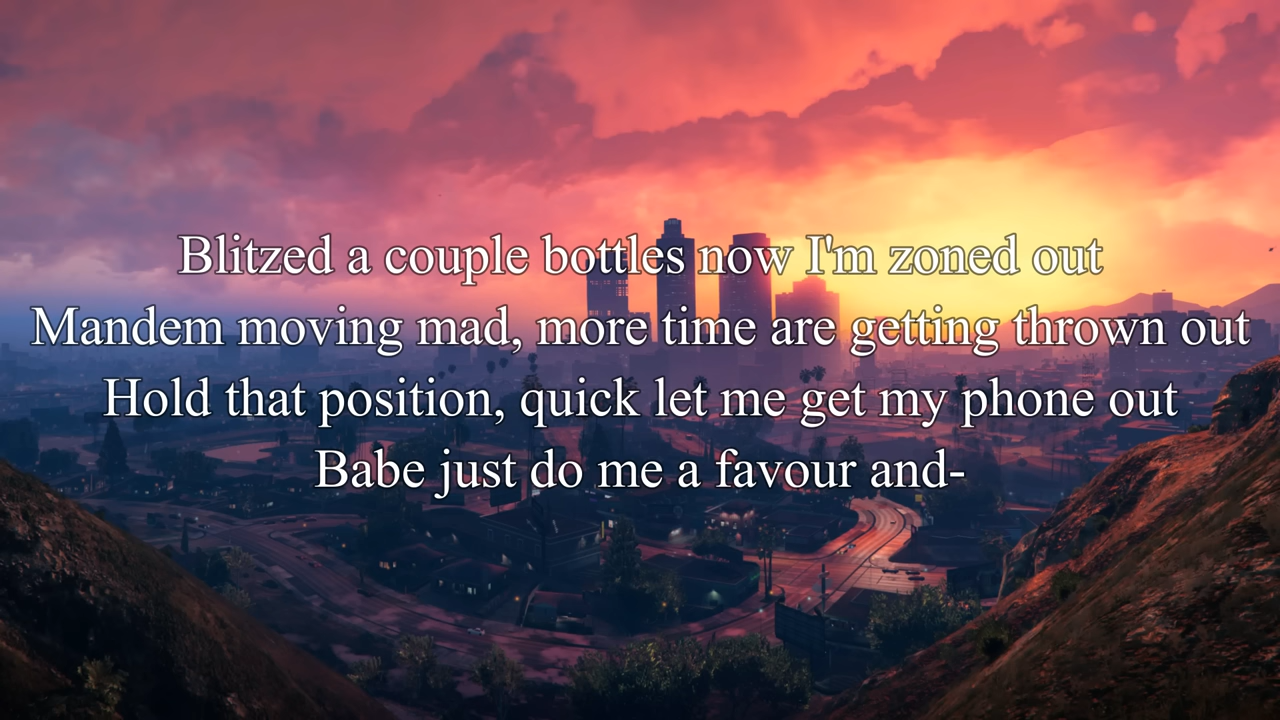 Blitzed a couple bottles now I'm zoned out
Mandem moving mad, more time are getting thrown out
Hold that position, quick let me get my phone out
Babe just do me a favour and-